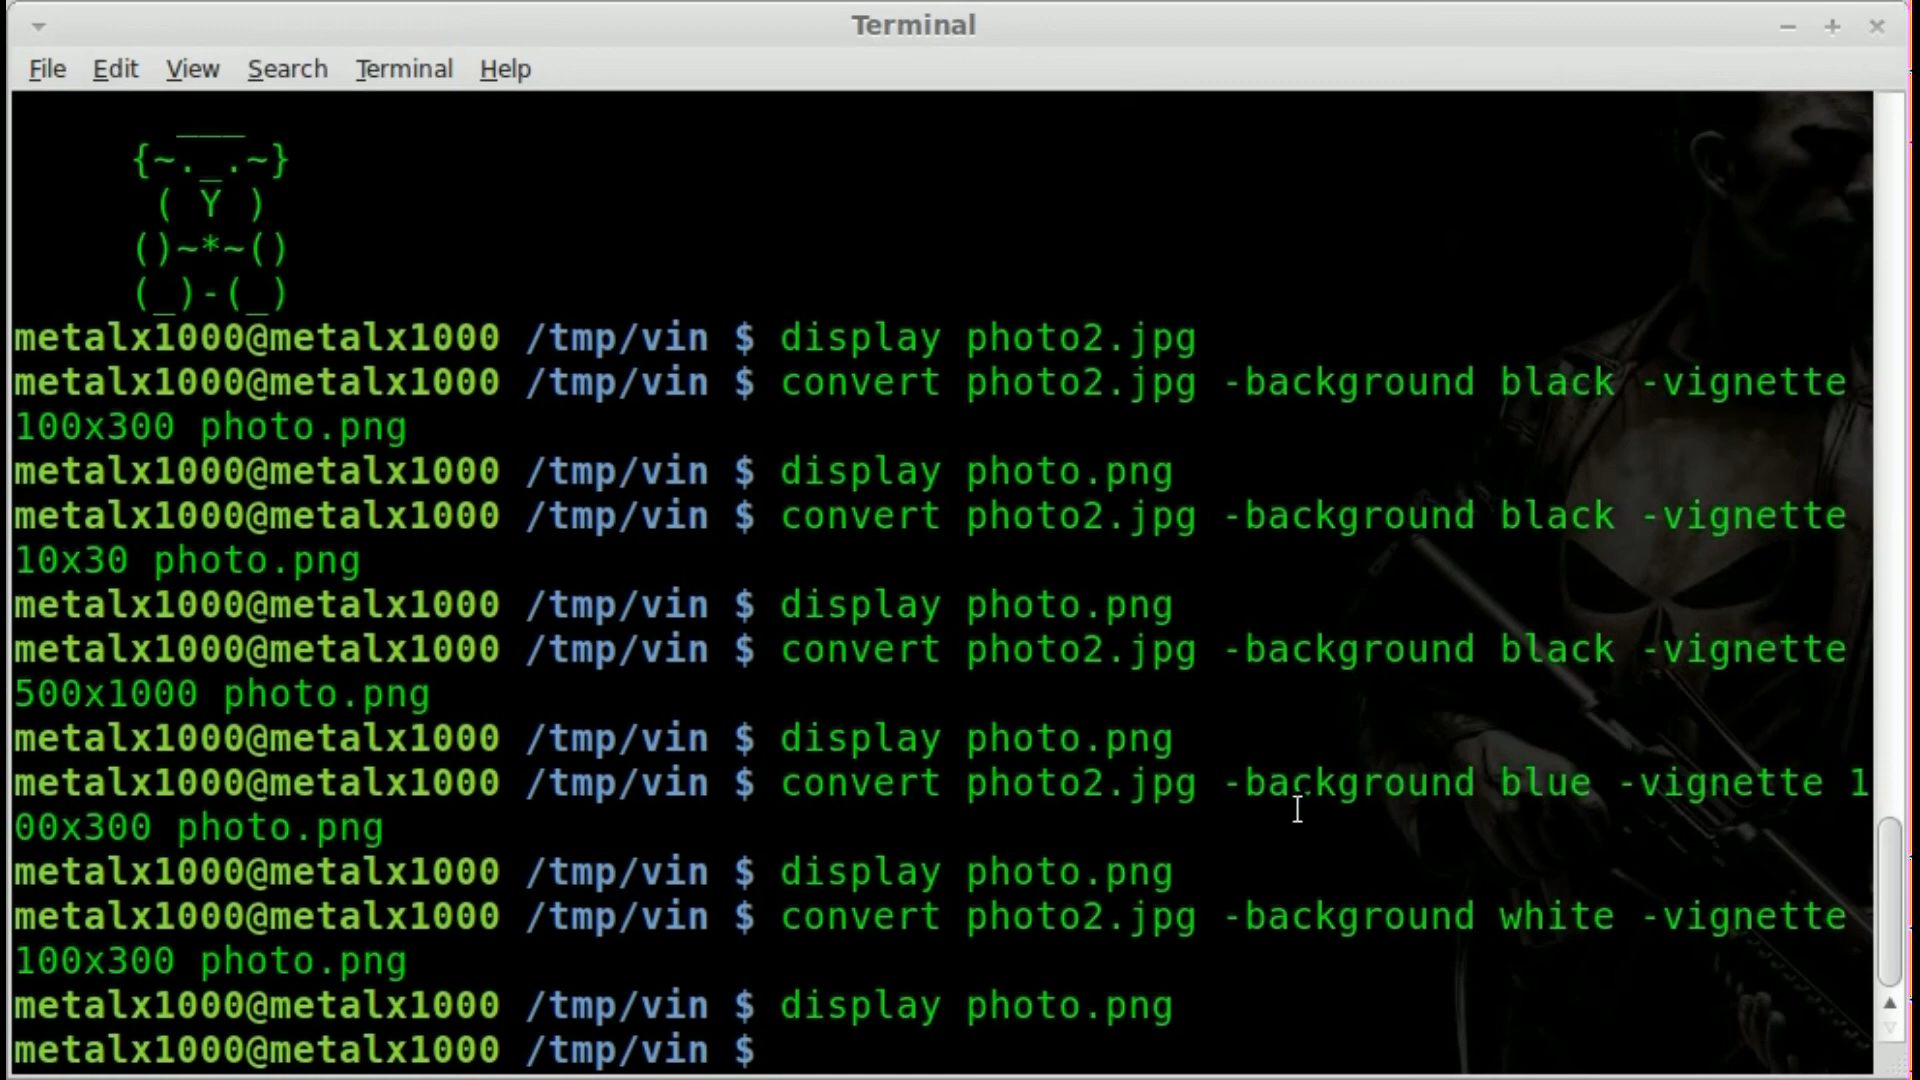 Terminal
File Edit View Search Terminal Help
___
{~._.~}
( Y )
()~*~()
(_)-(_)
metalx1000@metalx1000 /tmp/vin $ display photo2.jpg
metalx1000@metalx1000 /tmp/vin $ convert photo2.jpg -background black -vignette
100x300 photo.png
metalx1000@metalx1000 /tmp/vin $ display photo.png
metalx1000@metalx1000 /tmp/vin $ convert photo2.jpg -background black -vignette
10x30 photo.png
metalx1000@metalx1000 /tmp/vin $ display photo.png
metalx1000@metalx1000 /tmp/vin $ convert photo2.jpg -background black -vignette
500x1000 photo.png
metalx1000@metalx1000 /tmp/vin $ display photo.png
metalx1000@metalx1000 /tmp/vin $ convert photo2.jpg -background blue -vignette 1
00x300 photo.png
metalx1000@metalx1000 /tmp/vin $ display photo.png
metalx1000@metalx1000 /tmp/vin $ convert photo2.jpg -background white -vignette
100x300 photo.png
metalx1000@metalx1000 /tmp/vin $ display photo.png
metalx1000@metalx1000 /tmp/vin $